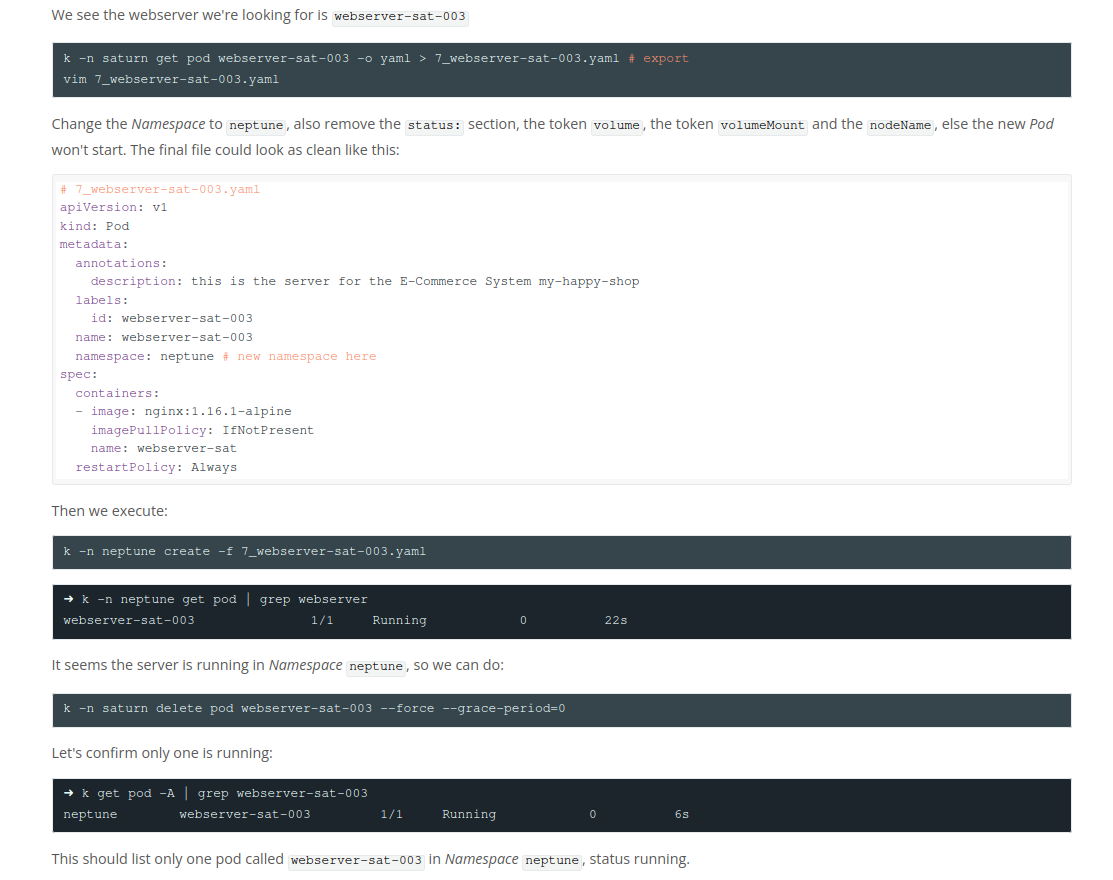 We see the webserver we're looking for is webserver-sat-003
k -n saturn get pod webserver-sat-003 -o yaml > 7_webserver-sat-003.yaml # export
vim 7_webserver-sat-003.yaml
Change the Namespace to neptune, also remove the status: section, the token volume, the token volumeMount and the nodeName, else the new Pod
won't start. The final file could look as clean like this:
# 7_webserver-sat-003.yaml
apiVersion: v1
kind: Pod
metadata:
  annotations:
    description: this is the server for the E-Commerce System my-happy-shop
  labels:
    id: webserver-sat-003
  name: webserver-sat-003
  namespace: neptune # new namespace here
spec:
  containers:
  - image: nginx:1.16.1-alpine
    imagePullPolicy: IfNotPresent
    name: webserver-sat
  restartPolicy: Always
Then we execute:
k -n neptune create -f 7_webserver-sat-003.yaml
➜ k -n neptune get pod | grep webserver
webserver-sat-003               1/1     Running            0          22s
It seems the server is running in Namespace neptune, so we can do:
k -n saturn delete pod webserver-sat-003 --force --grace-period=0
Let's confirm only one is running:
➜ k get pod -A | grep webserver-sat-003
neptune        webserver-sat-003         1/1     Running            0          6s
This should list only one pod called webserver-sat-003 in Namespace neptune, status running.